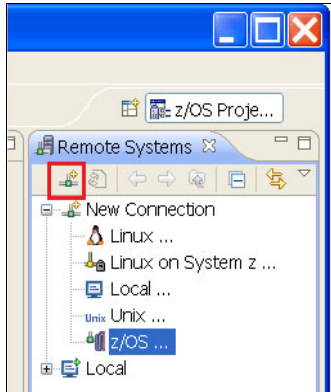 z/OS Proje...
Remote Systems
New Connection
Linux ...
Linux on System z ...
Local ...
Unix Unix ...
z/OS ...
Local